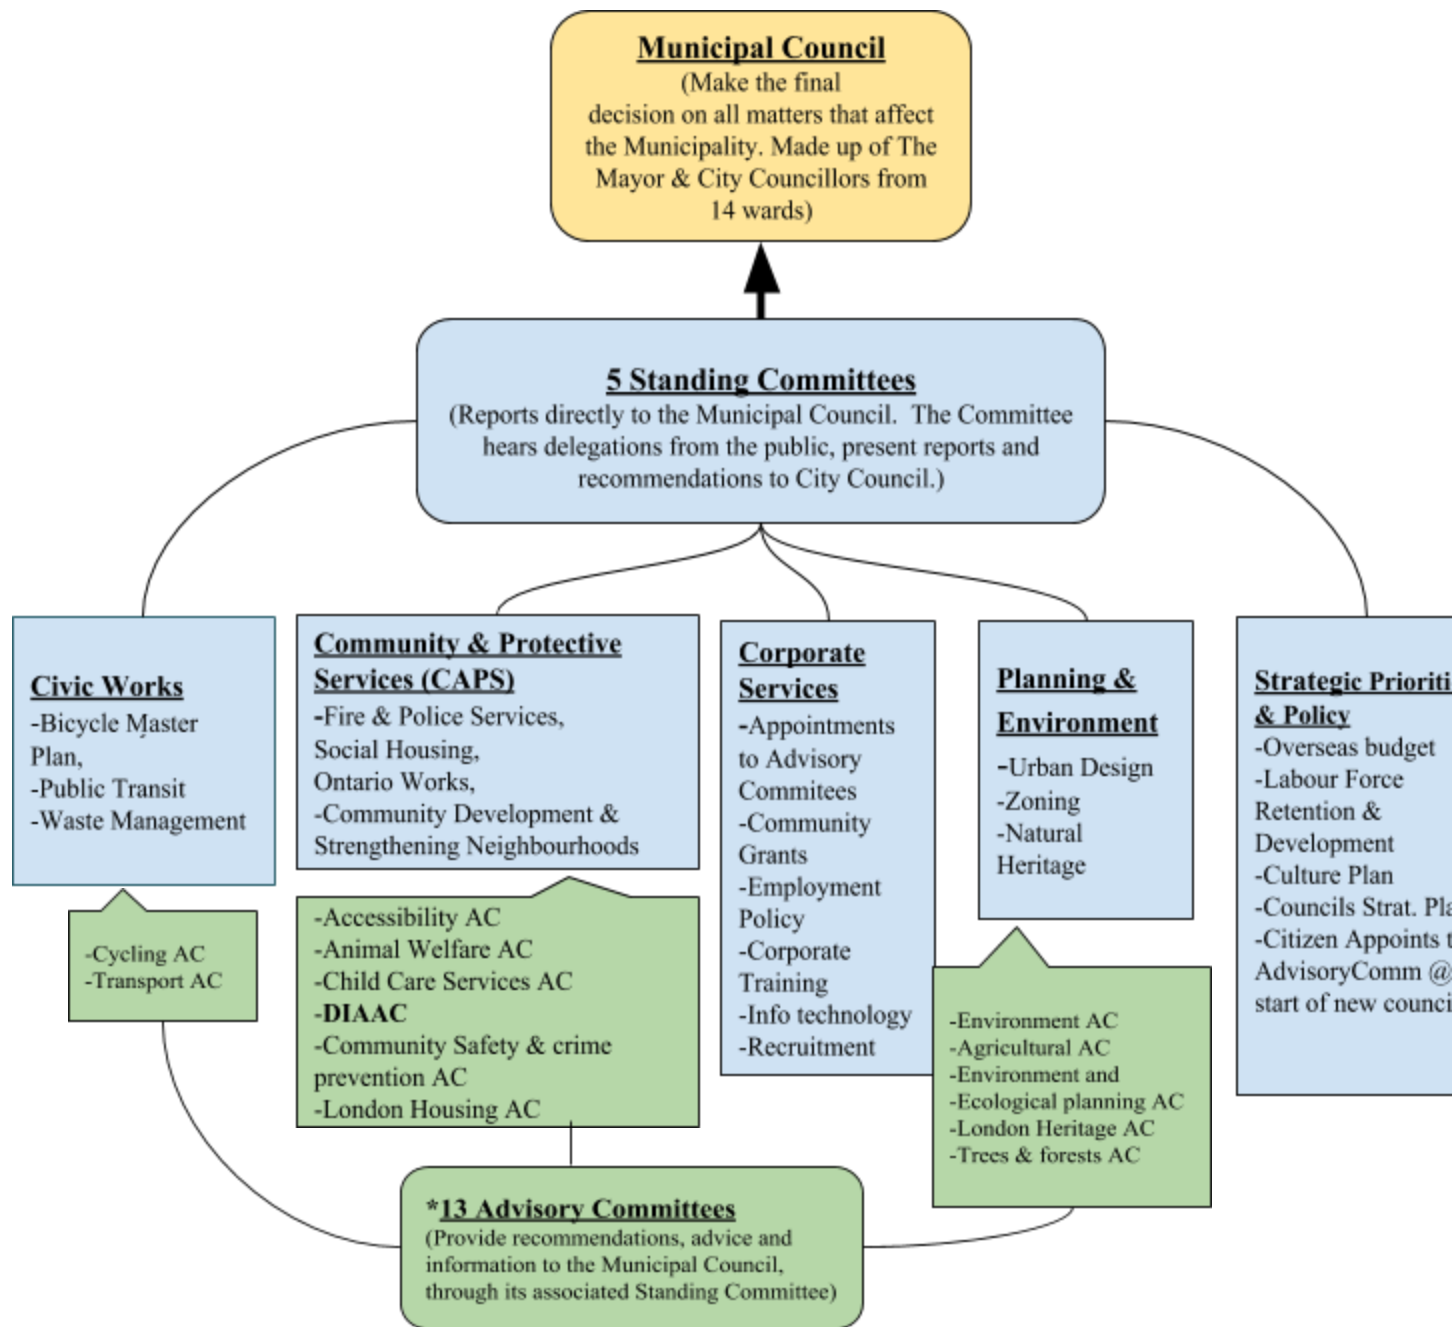 Municipal Council
(Make the final
decision on all matters that affect
the Municipality. Made up of The
Mayor & City Councillors from
14 wards)
5 Standing Committees
(Reports directly to the Municipal Council. The Committee
hears delegations from the public, present reports and
recommendations to City Council.)
Civic Works
-Bicycle Master
Plan,
-Public Transit
-Waste Management
Community & Protective
Services (CAPS)
-Fire & Police Services,
Social Housing,
Ontario Works,
-Community Development &
Strengthening Neighbourhoods
Corporate
Services
-Appointments
to Advisory
Commitees
-Community
Grants
-Employment
Policy
-Corporate
Training
-Info technology
-Recruitment
Planning &
Environment
-Urban Design
-Zoning
-Natural
Heritage
Strategic Prioriti
& Policy
-Overseas budget
-Labour Force
Retention &
Development
-Culture Plan
-Councils Strat. Pla
-Citizen Appoints t
AdvisoryComm @
start of new counci
-Cycling AC
-Transport AC
-Accessibility AC
-Animal Welfare AC
-Child Care Services AC
-DIAAC
-Community Safety & crime
prevention AC
-London Housing AC
-Environment AC
-Agricultural AC
-Environment and
-Ecological planning AC
-London Heritage AC
-Trees & forests AC
*13 Advisory Committees
(Provide recommendations, advice and
information to the Municipal Council,
through its associated Standing Committee)